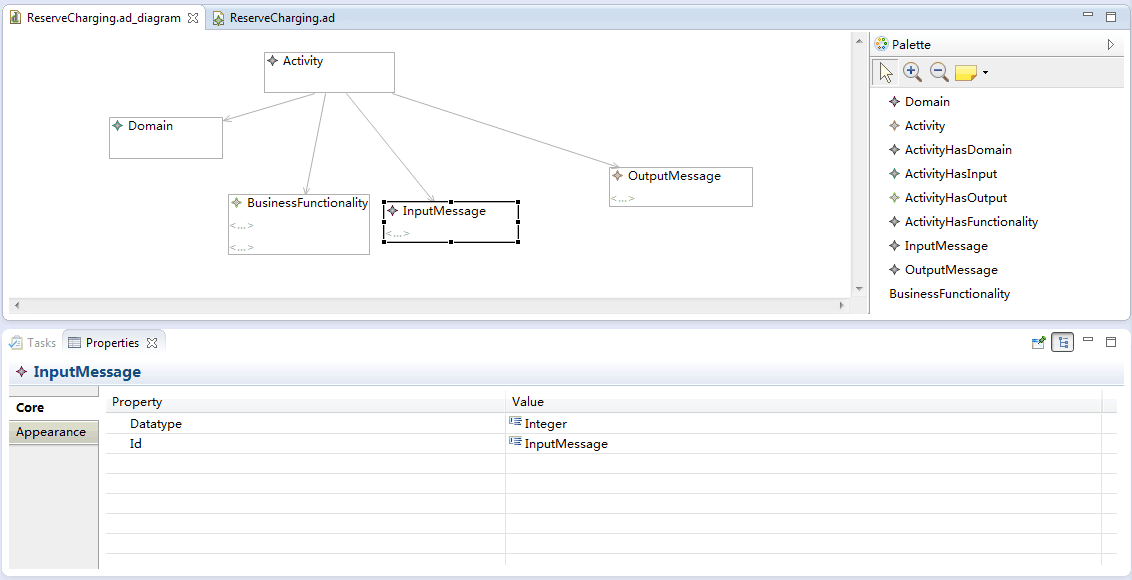 ReserveCharging.ad_diagram
ReserveCharging.ad
Activity
Domain
BusinessFunctionality
<...>
<...>
InputMessage
<...>
OutputMessage
<...>
Palette
Domain
Activity
ActivityHasDomain
ActivityHasInput
ActivityHasOutput
ActivityHasFunctionality
InputMessage
OutputMessage
BusinessFunctionality
Tasks
Properties
InputMessage
Core
Appearance
Property Value
Datatype Integer
Id InputMessage